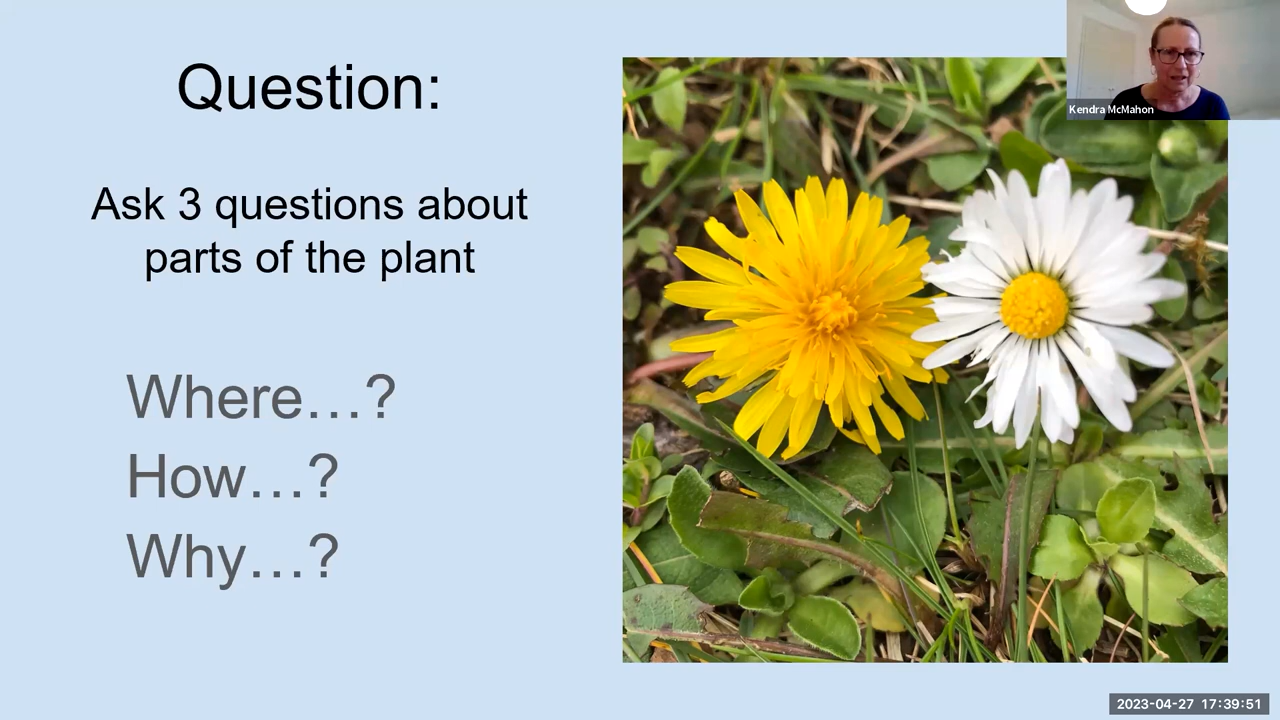 Question:
Ask 3 questions about
parts of the plant
Where…?
How…?
Why…?
Kendra McMahon
2023-04-27 17:39:51